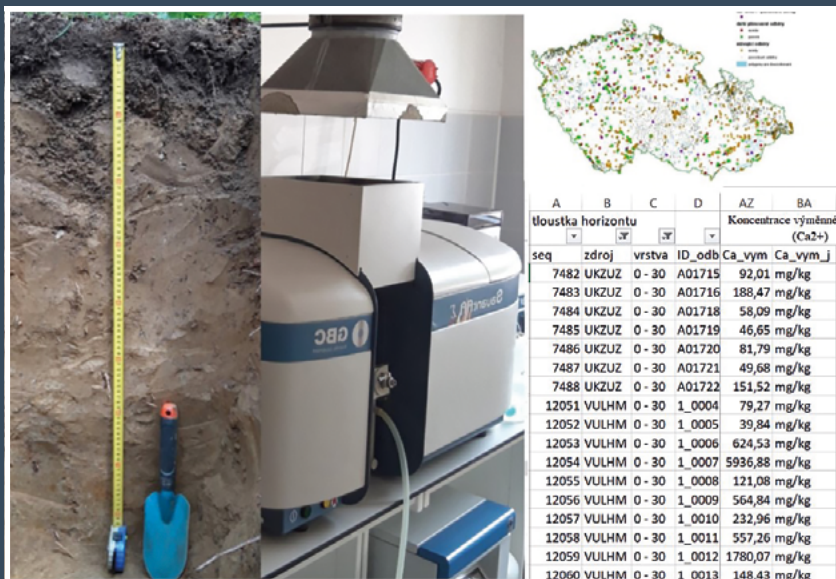 GBC
SavantAA Σ
A B C D AZ BA
tloustka horizontu Koncentrace výměnné
(Ca2+)
seq zdroj vrstva ID_odb Ca_vym Ca_vym_j
7482 UKZUZ 0 - 30 A01715 92,01 mg/kg
7483 UKZUZ 0 - 30 A01716 188,47 mg/kg
7484 UKZUZ 0 - 30 A01718 58,09 mg/kg
7485 UKZUZ 0 - 30 A01719 46,65 mg/kg
7486 UKZUZ 0 - 30 A01720 81,79 mg/kg
7487 UKZUZ 0 - 30 A01721 49,68 mg/kg
7488 UKZUZ 0 - 30 A01722 151,52 mg/kg
12051 VULHM 0 - 30 1_0004 79,27 mg/kg
12052 VULHM 0 - 30 1_0005 39,84 mg/kg
12053 VULHM 0 - 30 1_0006 624,53 mg/kg
12054 VULHM 0 - 30 1_0007 5936,88 mg/kg
12055 VULHM 0 - 30 1_0008 121,08 mg/kg
12056 VULHM 0 - 30 1_0009 564,84 mg/kg
12057 VULHM 0 - 30 1_0010 232,96 mg/kg
12058 VULHM 0 - 30 1_0011 557,26 mg/kg
12059 VULHM 0 - 30 1_0012 1780,07 mg/kg
12060 VULHM 0 - 30 1_0013 148,43 mg/kg